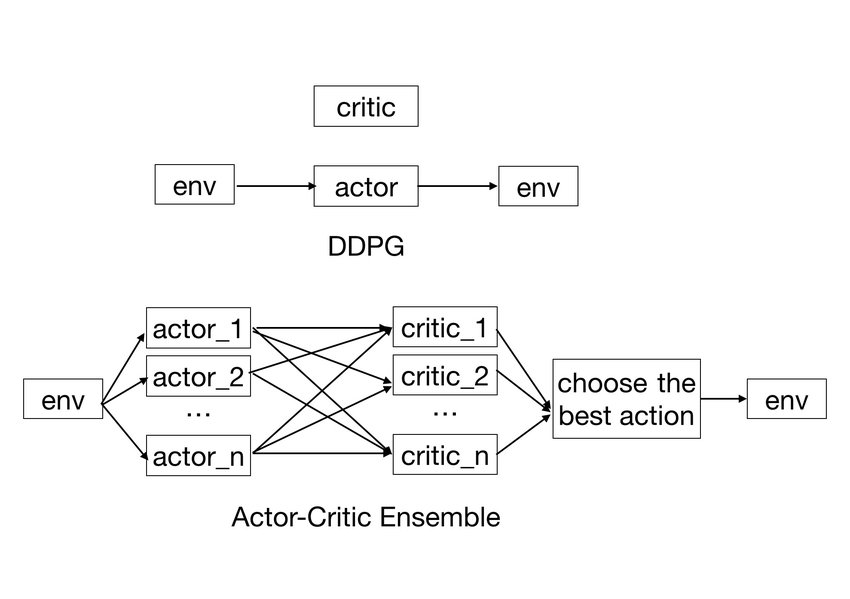 critic
env
actor
env
DDPG
actor_1
critic_1
actor_2
critic_2
env
...
...
choose the
best action
env
actor_n
critic_n
Actor-Critic Ensemble